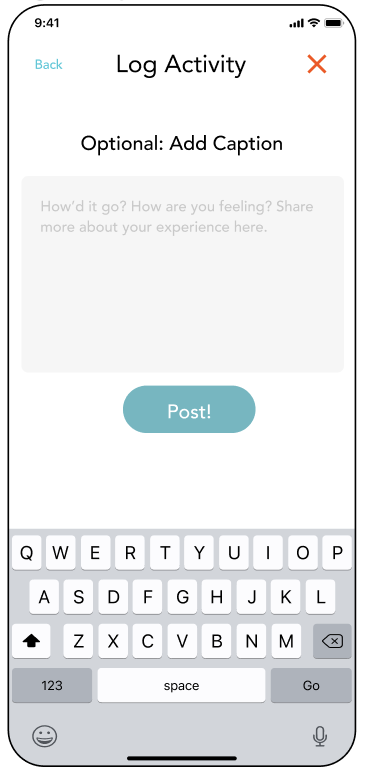 9:41
Back Log Activity
Optional: Add Caption
How'd it go? How are you feeling? Share
more about your experience here.
Post!
Q W E R T Y U I O P
A S D F G H J K L
Z X C V B N M
123 space Go